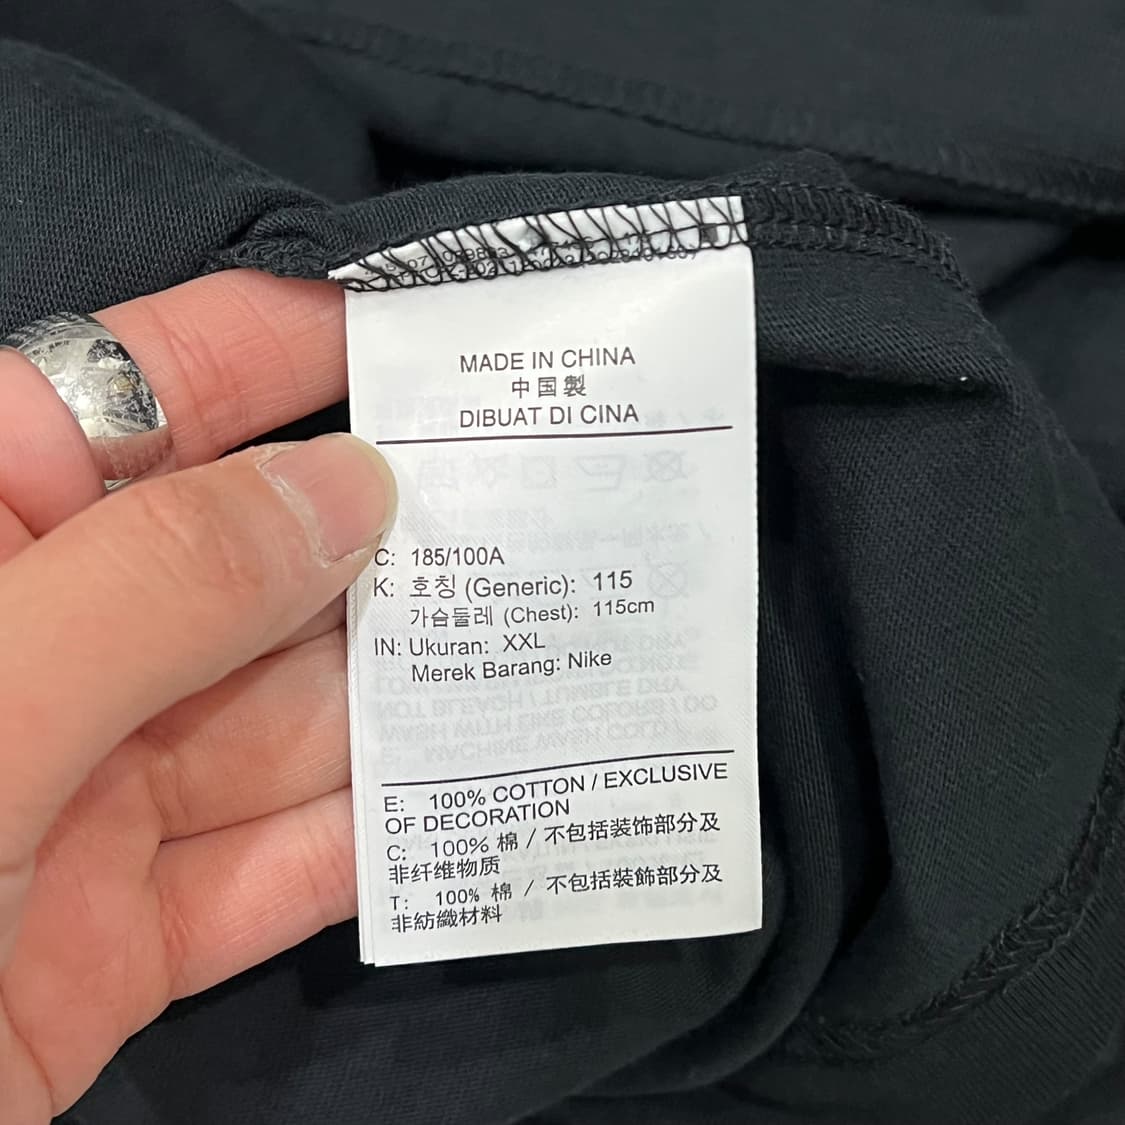 MADE IN CHINA
中国製
DIBUAT DI CINA
C: 185/100A
K: 호칭 (Generic): 115
가슴둘레 (Chest): 115cm
IN: Ukuran: XXL
Merek Barang: Nike
E: 100% COTTON / EXCLUSIVE
OF DECORATION
C: 100% 棉 / 不包括装饰部分及
非纤维物质
T: 100% 棉 / 不包括裝飾部分及
非紡織材料